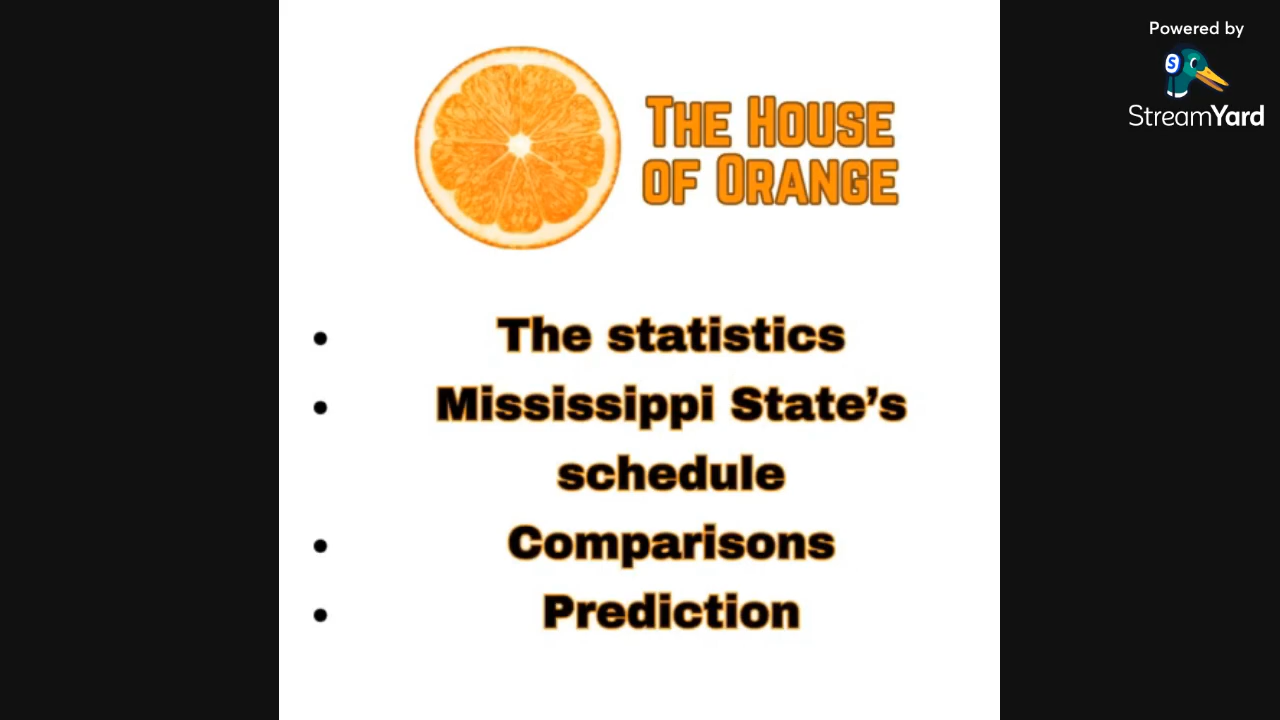 Powered by
StreamYard
THE HOUSE
OF ORANGE
• The statistics
• Mississippi State’s
schedule
• Comparisons
• Prediction